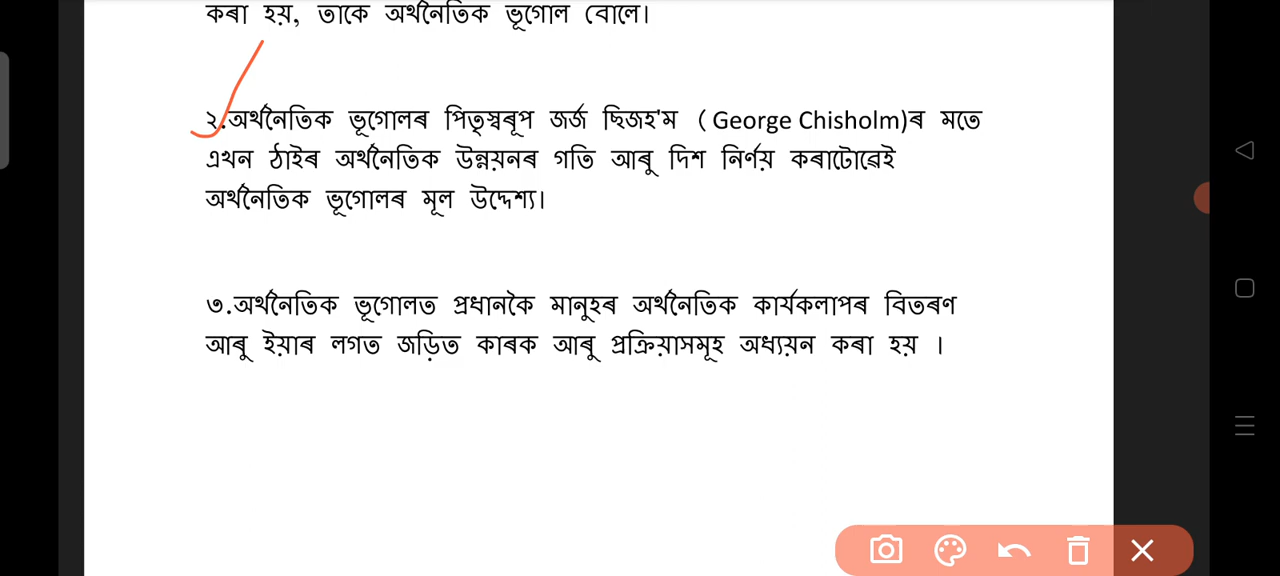 কৰা হয়, তাকে অৰ্থনৈতিক ভূগোল বোলে।
২.অৰ্থনৈতিক ভূগোলৰ পিতৃস্বৰূপ জৰ্জ ছিজহ'ম ( George Chisholm)ৰ মতে
এখন ঠাইৰ অৰ্থনৈতিক উন্নয়নৰ গতি আৰু দিশ নিৰ্ণয় কৰাটোৱেই
অৰ্থনৈতিক ভূগোলৰ মূল উদ্দেশ্য।
৩.অৰ্থনৈতিক ভূগোলত প্ৰধানকৈ মানুহৰ অৰ্থনৈতিক কাৰ্যকলাপৰ বিতৰণ
আৰু ইয়াৰ লগত জড়িত কাৰক আৰু প্ৰক্ৰিয়াসমূহ অধ্যয়ন কৰা হয় ।